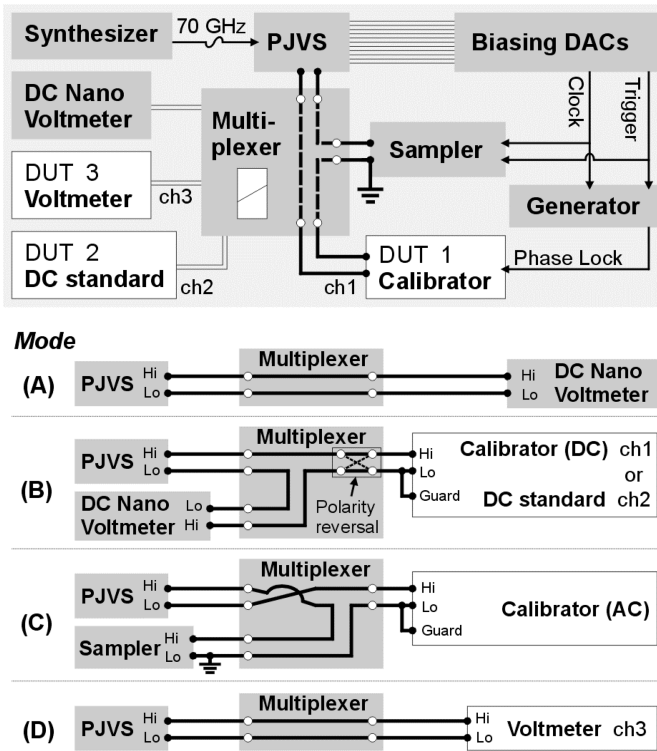 Synthesizer
70 GHz
PJVS
Biasing DACs
DC Nano
Voltmeter
Multi-
plexer
Clock
Trigger
Sampler
DUT 3
Voltmeter
ch3
Generator
DUT 2
DC standard
ch2
ch1
DUT 1
Calibrator
Phase Lock
Mode
(A)
PJVS
Hi
Lo
Multiplexer
Hi
Lo
DC Nano
Voltmeter
(B)
PJVS
Hi
Lo
DC Nano
Voltmeter
Lo
Hi
Multiplexer
Polarity
reversal
Hi
Lo
Guard
Calibrator (DC) ch1
or
DC standard ch2
(C)
PJVS
Hi
Lo
Sampler
Hi
Lo
Multiplexer
Hi
Lo
Guard
Calibrator (AC)
(D)
PJVS
Hi
Lo
Multiplexer
Hi
Lo
Voltmeter ch3